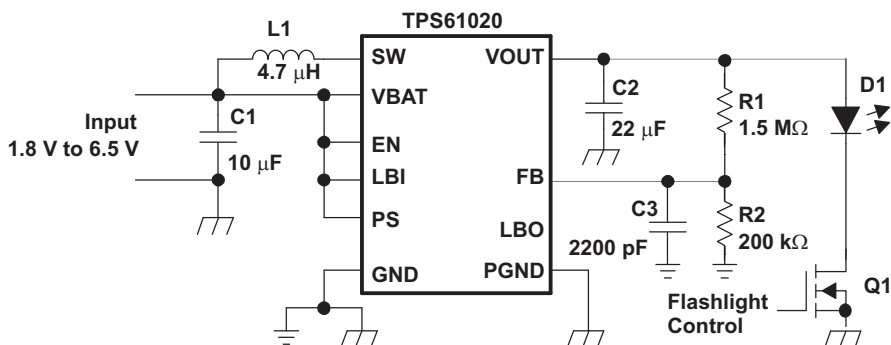 TPS61020
L1
4.7 μH
SW
VOUT
C2
22 μF
D1
R1
1.5 MΩ
VBAT
Input
1.8 V to 6.5 V
C1
10 μF
EN
LBI
FB
PS
LBO
C3
2200 pF
R2
200 kΩ
GND
PGND
Flashlight
Control
Q1